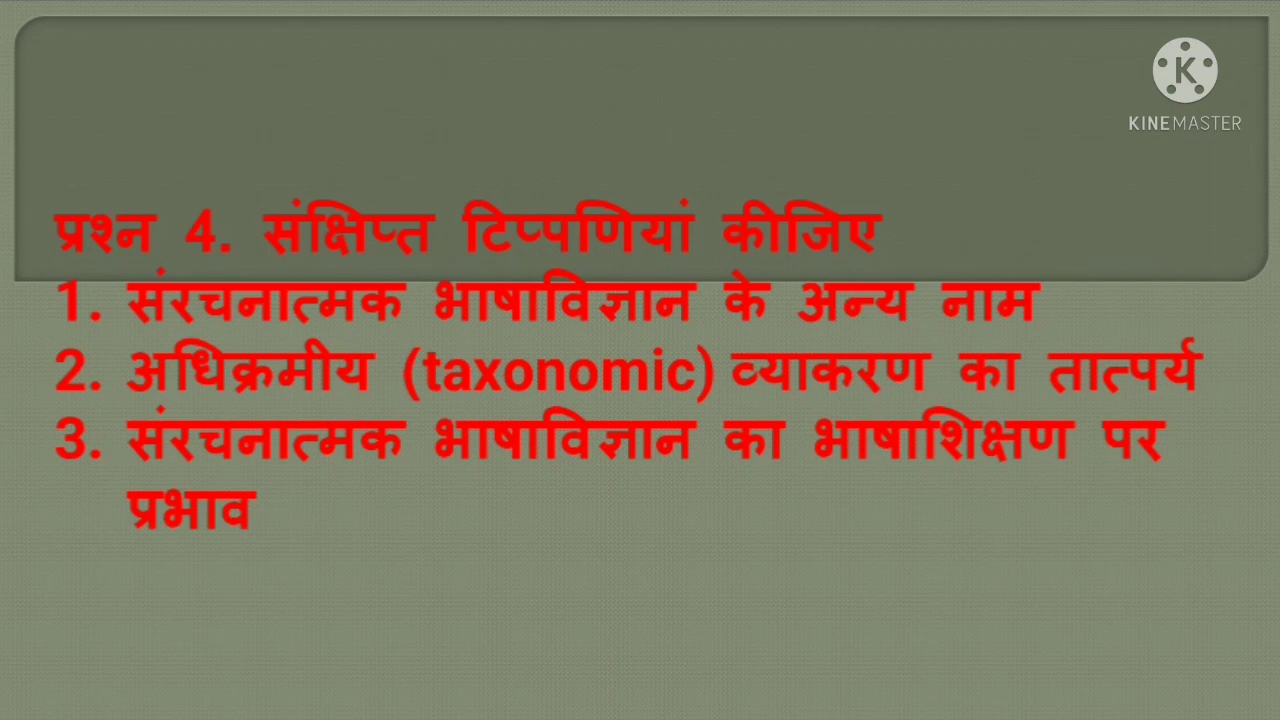 K
KINEMASTER
प्रश्न 4. संक्षिप्त टिप्पणियां कीजिए
1. संरचनात्मक भाषाविज्ञान के अन्य नाम
2. अधिक्रमीय (taxonomic) व्याकरण का तात्पर्य
3. संरचनात्मक भाषाविज्ञान का भाषाशिक्षण पर
प्रभाव